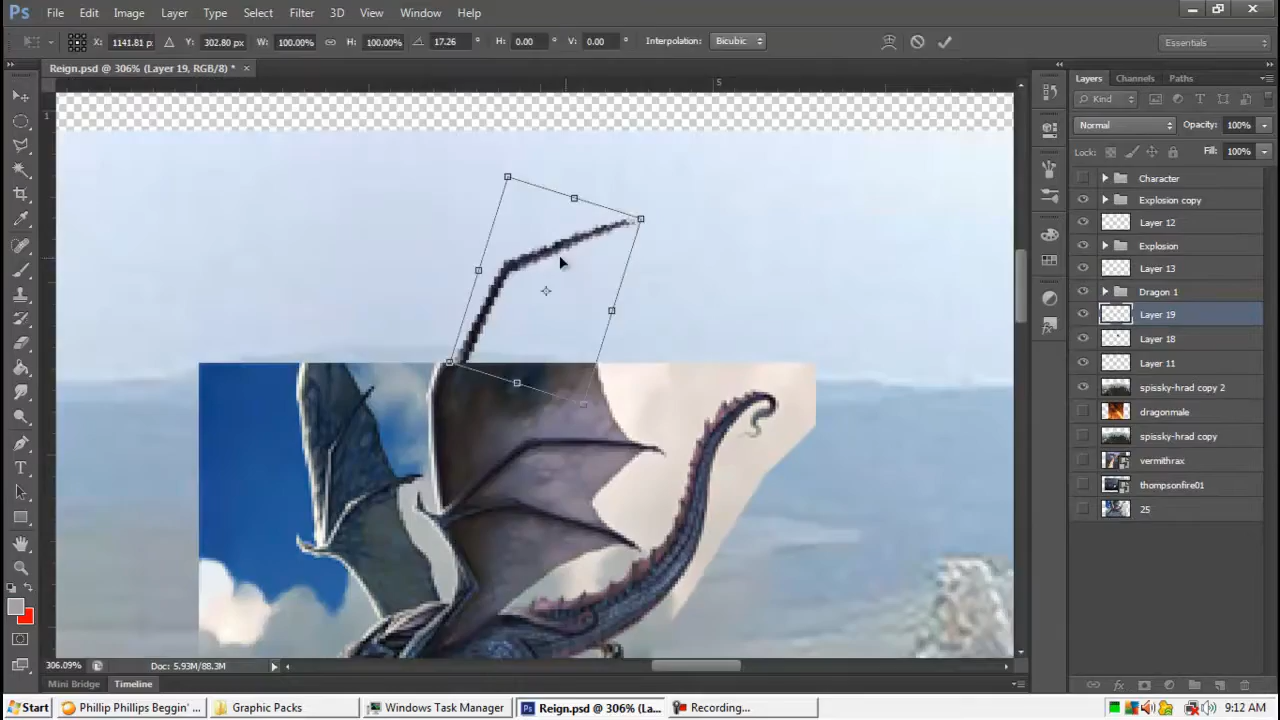 Ps File Edit Image Layer Type Select Filter 3D View Window Help
X: 1141.81 p: Y: 302.80 px W: 100.00% H: 100.00% 17.26 ° H: 0.00 ° V: 0.00 ° Interpolation: Bicubic Essentials
Reign.psd @ 306% (Layer 19, RGB/8) * ×
5
1
Layers Channels Paths
Kind
Normal Opacity: 100%
Lock: Fill: 100%
Character
Explosion copy
Layer 12
Explosion
Layer 13
Dragon 1
Layer 19
Layer 18
Layer 11
spissky-hrad copy 2
dragonmale
spissky-hrad copy
vermithrax
thompsonfire01
25
306.09% Doc: 5.93M/88.3M
Mini Bridge Timeline
Start Phillip Phillips Beggin' ... Graphic Packs Windows Task Manager Reign.psd @ 306% (La... Recording... 9:12 AM